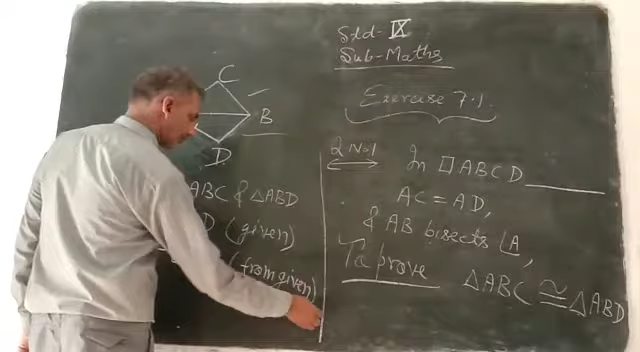 Std- IX
Sub-Maths
Exercise 7.1
C
B
D
ABC & △ABD
D (given)
(from given)
Q No 1
In □ABCD
AC = AD,
& AB bisects ∠A,
To prove △ABC ≅ △ABD